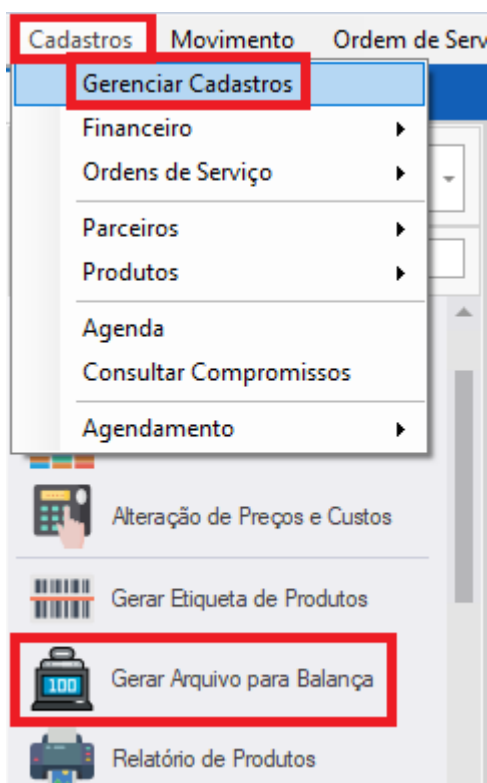 Cadastros Movimento Ordem de Serv
Gerenciar Cadastros
Financeiro
Ordens de Serviço
Parceiros
Produtos
Agenda
Consultar Compromissos
Agendamento
Alteração de Preços e Custos
Gerar Etiqueta de Produtos
100
Gerar Arquivo para Balança
Relatório de Produtos